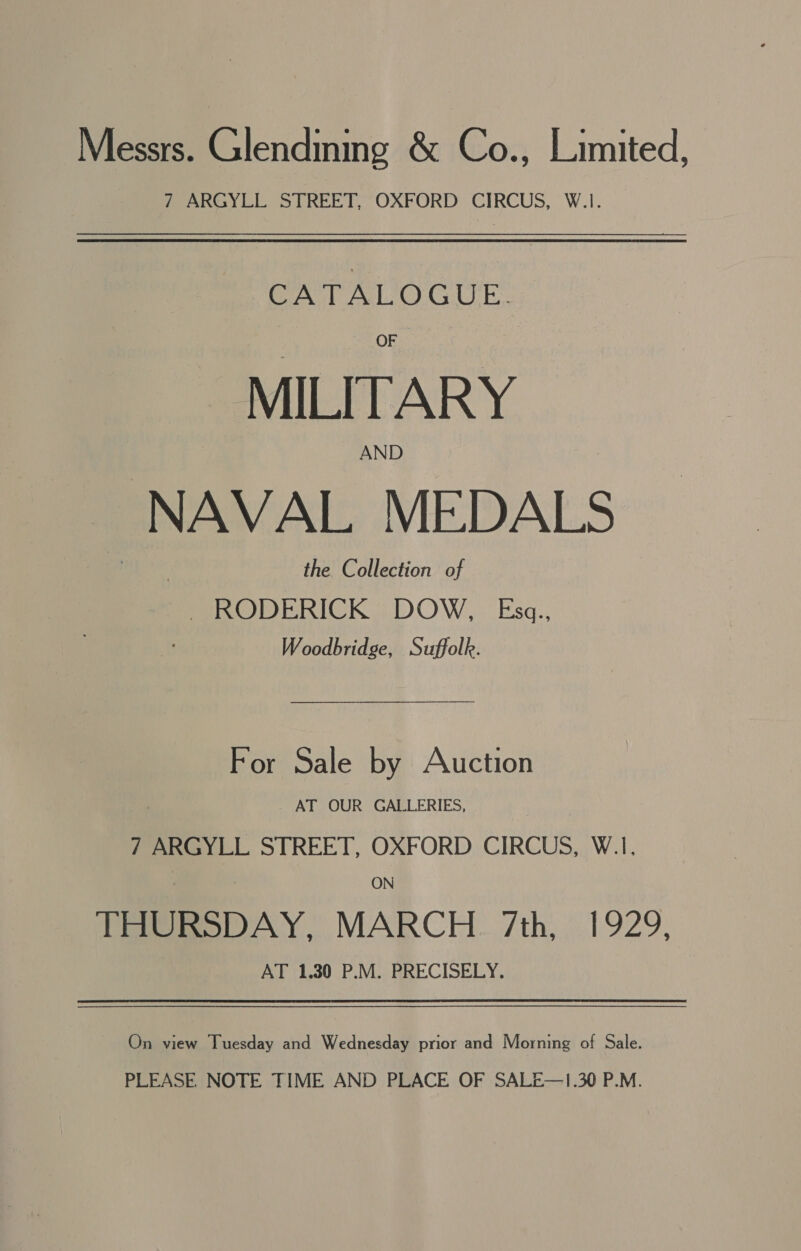 Messrs. Glendining & Co., Limited,
7 ARGYLL STREET, OXFORD CIRCUS, W.1.
CATALOGUE
OF
MILITARY
AND
NAVAL MEDALS
the Collection of
RODERICK DOW, Esq.,
Woodbridge, Suffolk.
For Sale by Auction
AT OUR GALLERIES,
7 ARGYLL STREET, OXFORD CIRCUS, W.1.
ON
THURSDAY, MARCH 7th, 1929,
AT 1.30 P.M. PRECISELY.
On view Tuesday and Wednesday prior and Morning of Sale.
PLEASE NOTE TIME AND PLACE OF SALE—1.30 P.M.